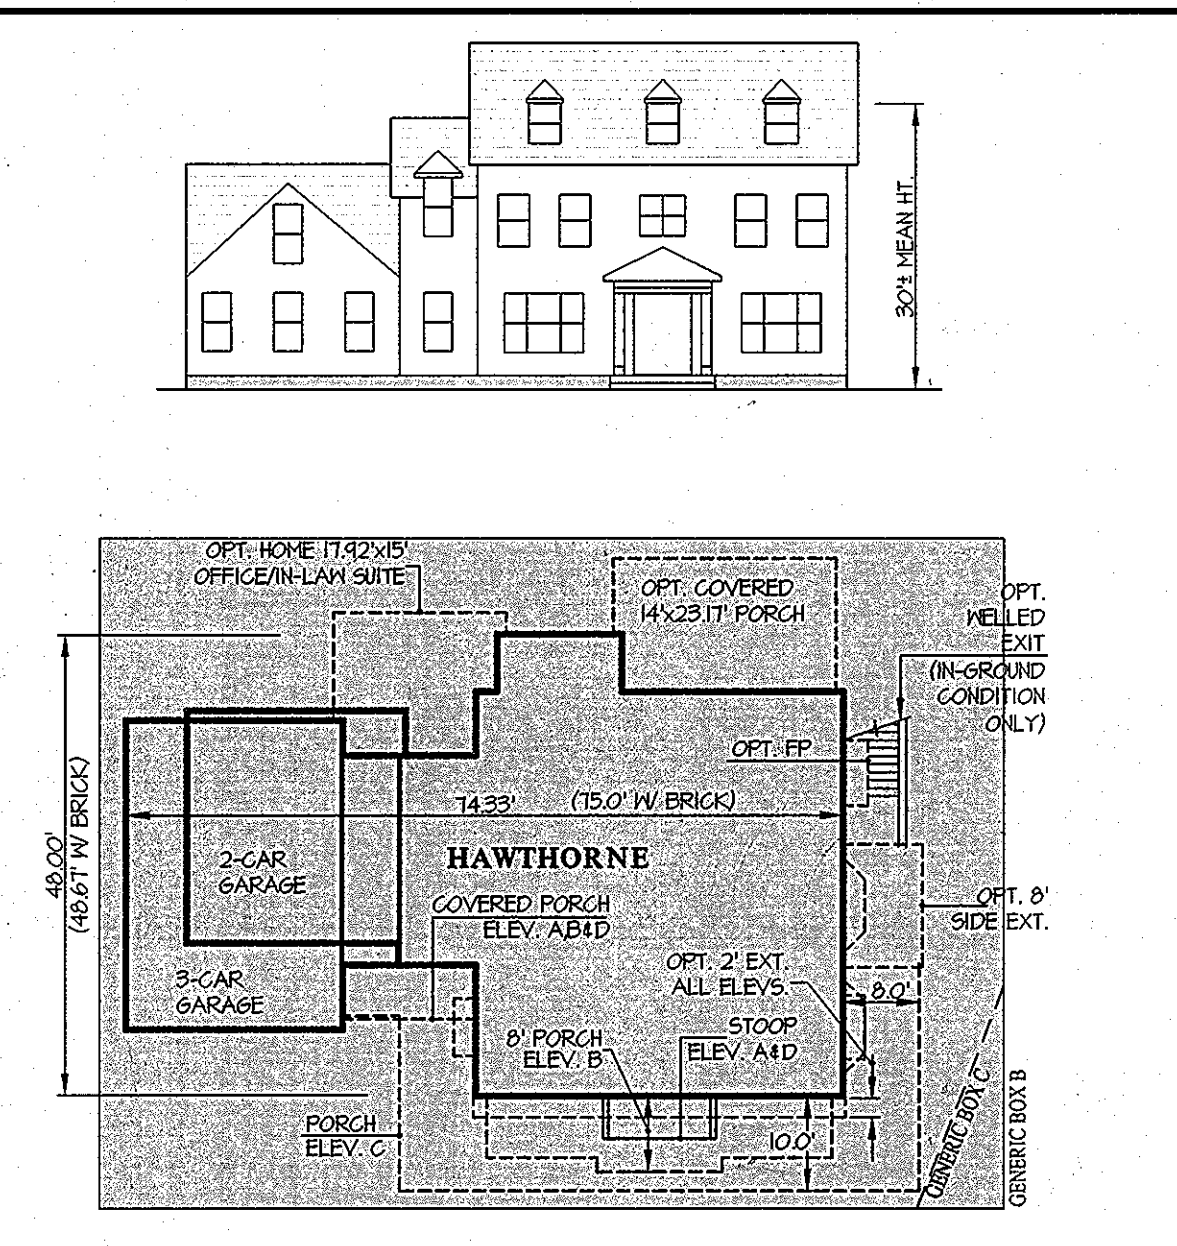 30'± MEAN HT.
OPT. HOME 17.92'x15'
OFFICE/IN-LAW SUITE
OPT. COVERED
14'x23.17' PORCH
OPT.
WELLED
EXIT
(IN-GROUND
CONDITION
ONLY)
OPT. FP
74.33' (75.0' W/ BRICK)
48.00'
(48.67' W/ BRICK)
HAWTHORNE
2-CAR
GARAGE
COVERED PORCH
ELEV. A,B&D
OPT. 8'
SIDE EXT.
3-CAR
GARAGE
OPT. 2' EXT.
ALL ELEVS.
8.0'
8' PORCH
ELEV. B
STOOP
ELEV. A&D
PORCH
ELEV. C
10.0'
GENERIC BOX C
GENERIC BOX B